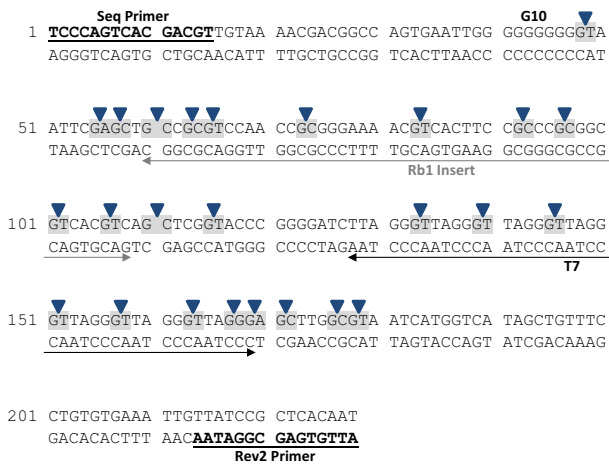 Seq Primer G10
1 TCCCAGTCAC GACGTTGTAA AACGACGGCC AGTGAATTGG GGGGGGGGTA
AGGGTCAGTG CTGCAACATT TTGCTGCCGG TCACTTAACC CCCCCCCCAT
51 ATTCGAGCTG CCGCGTCCAA CCGCGGGAAA ACGTCACTTC CGCCCGCGGC
TAAGCTCGAC GGCGCAGGTT GGCGCCCTTT TGCAGTGAAG GCGGGCGCCG
Rb1 Insert
101 GTCACGTCAG CTCGGTACCC GGGGATCTTA GGGTTAGGGT TAGGGTTAGG
CAGTGCAGTC GAGCCATGGG CCCCTAGAAT CCCAATCCCA ATCCCAATCC
T7
151 GTTAGGGTTA GGGTTAGGGA GCTTGGCGTA ATCATGGTCA TAGCTGTTTC
CAATCCCAAT CCCAATCCCT CGAACCGCAT TAGTACCAGT ATCGACAAAG
201 CTGTGTGAAA TTGTTATCCG CTCACAAT
GACACACTTT AACAATAGGC GAGTGTTA
Rev2 Primer